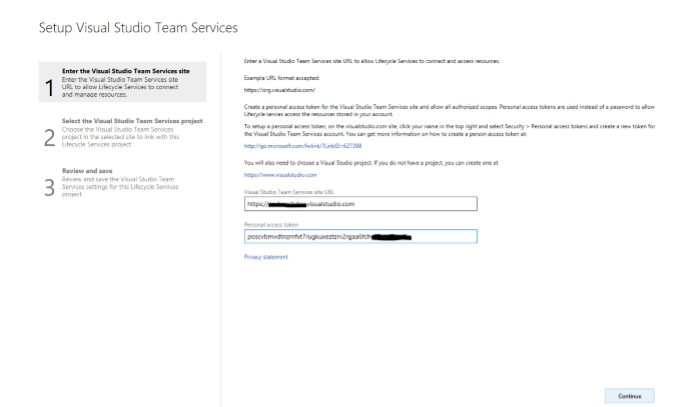 Setup Visual Studio Team Services
1
Enter the Visual Studio Team Services site
Enter the Visual Studio Team Services site
URL to allow Lifecycle Services to connect
and manage resources.
2
Select the Visual Studio Team Services project
Choose the Visual Studio Team Services
project in the selected site to link with this
Lifecycle Services project
3
Review and save
Review and save the Visual Studio Team
Services settings for this Lifecycle Services
project
Enter a Visual Studio Team Services site URL to allow Lifecycle Services to connect and access resources.
Example URL format accepted:
https://org.visualstudio.com/
Create a personal access token for the Visual Studio Team Services site and allow all authorized scopes. Personal access tokens are used instead of a password to allow
Lifecycle servies access the resources stored in your account.
To setup a personal access token, on the visualstudio.com site, click your name in the top right and select Security > Personal access tokens and create a new token for
the Visual Studio Team Services account. You can get more information on how to create a person access token at:
http://go.microsoft.com/fwlink/?LinkID=627398
You will also need to choose a Visual Studio project. If you do not have a project, you can create one at
https://www.visualstudio.com
Visual Studio Team Services site URL
https:// visualstudio.com
Personal access token
Privacy statement
Continue